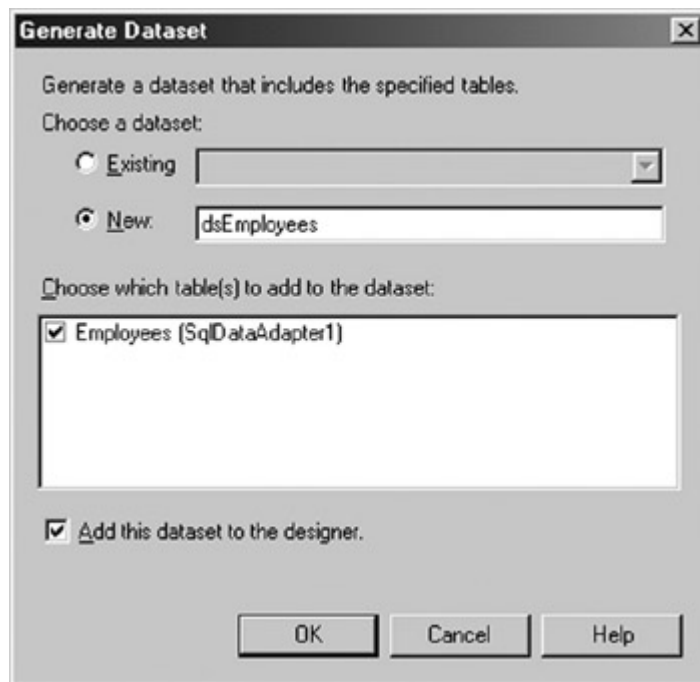 Generate Dataset
Generate a dataset that includes the specified tables.
Choose a dataset:
Existing
New:
dsEmployees
Choose which table(s) to add to the dataset:
Employees (SqlDataAdapter1)
Add this dataset to the designer.
OK
Cancel
Help